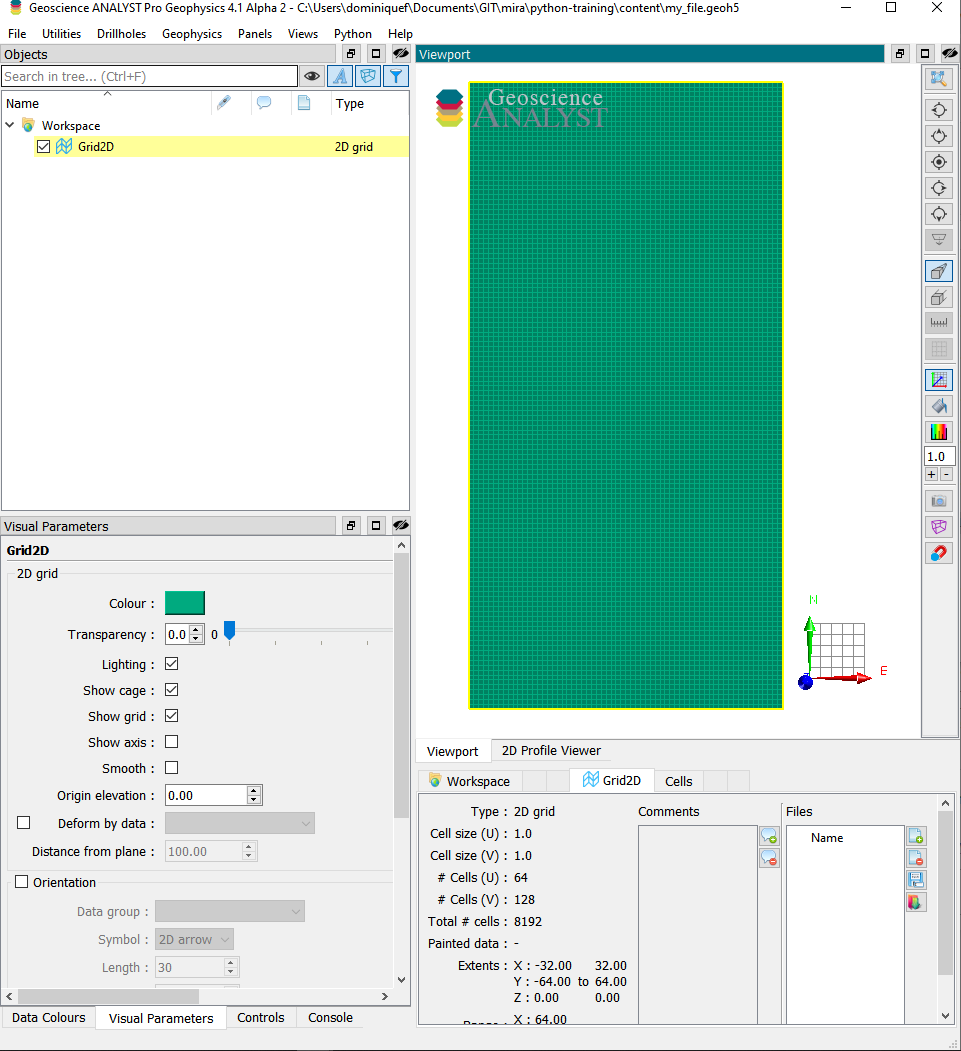 Geoscience ANALYST Pro Geophysics 4.1 Alpha 2 - C:\Users\dominiquef\Documents\GIT\mira\python-training\content\my_file.geoh5
File Utilities Drillholes Geophysics Panels Views Python Help
Objects
Search in tree... (Ctrl+F)
Name Type
Workspace
Grid2D 2D grid
Visual Parameters
Grid2D
2D grid
Colour :
Transparency : 0.0 0
Lighting :
Show cage :
Show grid :
Show axis :
Smooth :
Origin elevation : 0.00
Deform by data :
Distance from plane : 100.00
Orientation
Data group :
Symbol : 2D arrow
Length : 30
Data Colours Visual Parameters Controls Console
Viewport
Geoscience
ANALYST
N
E
1.0
+ -
Viewport 2D Profile Viewer
Workspace Grid2D Cells
Type : 2D grid
Cell size (U) : 1.0
Cell size (V) : 1.0
# Cells (U) : 64
# Cells (V) : 128
Total # cells : 8192
Painted data : -
Extents : X : -32.00 32.00
Y : -64.00 to 64.00
Z : 0.00 0.00
X : 64.00
Comments
Files
Name